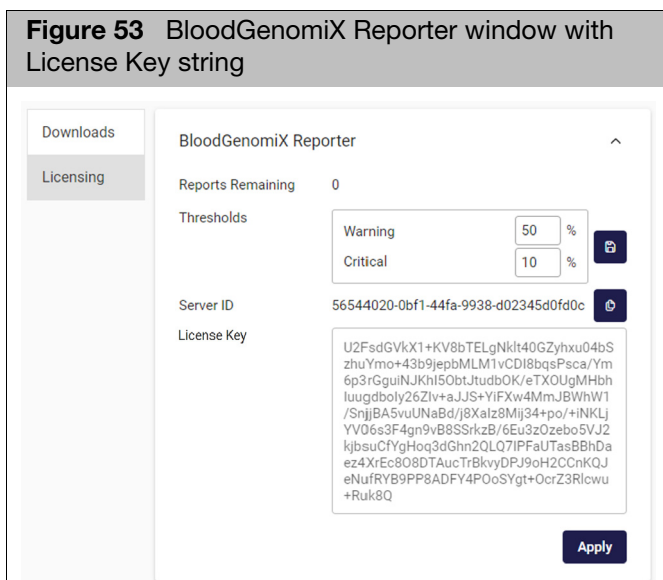 Figure 53 BloodGenomiX Reporter window with
License Key string
Downloads
Licensing
BloodGenomiX Reporter
Reports Remaining 0
Thresholds
Warning 50 %
Critical 10 %
Server ID 56544020-0bf1-44fa-9938-d02345d0fd0c
License Key
U2FsdGVkX1+KV8bTELgNklt40GZyhxu04bS
zhuYmo+43b9jepbMLM1vCDI8bqsPsca/Ym
6p3rGguiNJKhI5ObtJtudbOK/eTXOUgMHbh
Iuugdboly26ZIv+aJJS+YiFXw4MmJBWhW1
/SnjjBA5vuUNaBd/j8XaIz8Mij34+po/+iNKLj
YV06s3F4gn9vB8SSrkzB/6Eu3zOzebo5VJ2
kjbsuCfYgHoq3dGhn2QLQ7IPFaUTasBBhDa
ez4XrEc8O8DTAucTrBkvyDPJ9oH2CCnKQJ
eNufRYB9PP8ADFY4POoSYgt+OcrZ3Rlcwu
+Ruk8Q
Apply